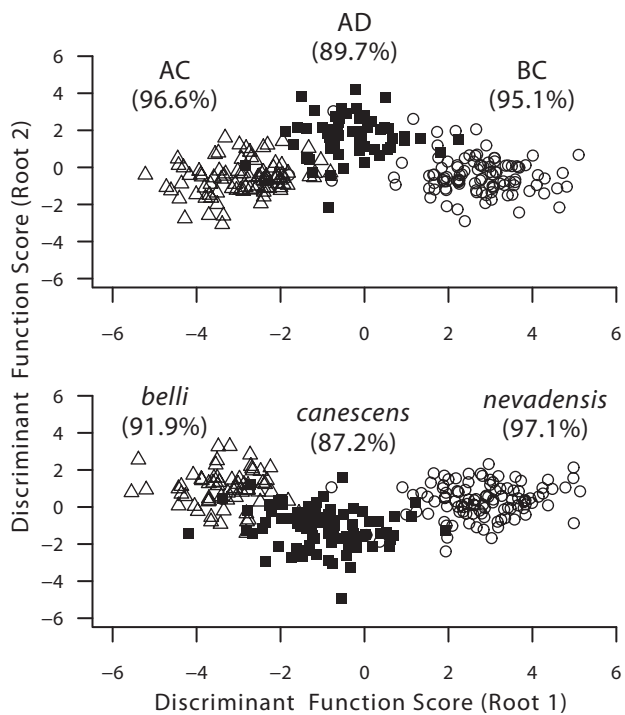 AD
(89.7%)
AC
(96.6%)
BC
(95.1%)
6
4
2
0
−2
−4
−6
−6 −4 −2 0 2 4 6
belli
(91.9%)
canescens
(87.2%)
nevadensis
(97.1%)
6
4
2
0
−2
−4
−6
−6 −4 −2 0 2 4 6
Discriminant Function Score (Root 1)
Discriminant Function Score (Root 2)